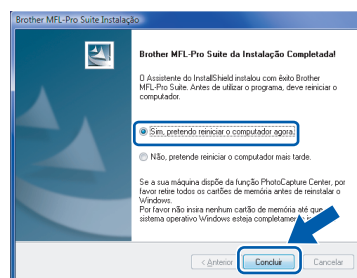 Brother MFL-Pro Suite Instalação
Brother MFL-Pro Suite da Instalação Completada!
O Assistente do InstallShield instalou com êxito Brother
MFL-Pro Suite. Antes de utilizar o programa, deve reiniciar o
computador.
Sim, pretendo reiniciar o computador agora.
Não, pretende reiniciar o computador mais tarde.
Se a sua máquina dispõe da função PhotoCapture Center, por
favor retire todos os cartões de memória antes de reinstalar o
Windows.
Por favor não insira nenhum cartão de memória até que
sistema operativo Windows esteja completamente
< Anterior
Concluir
Cancelar